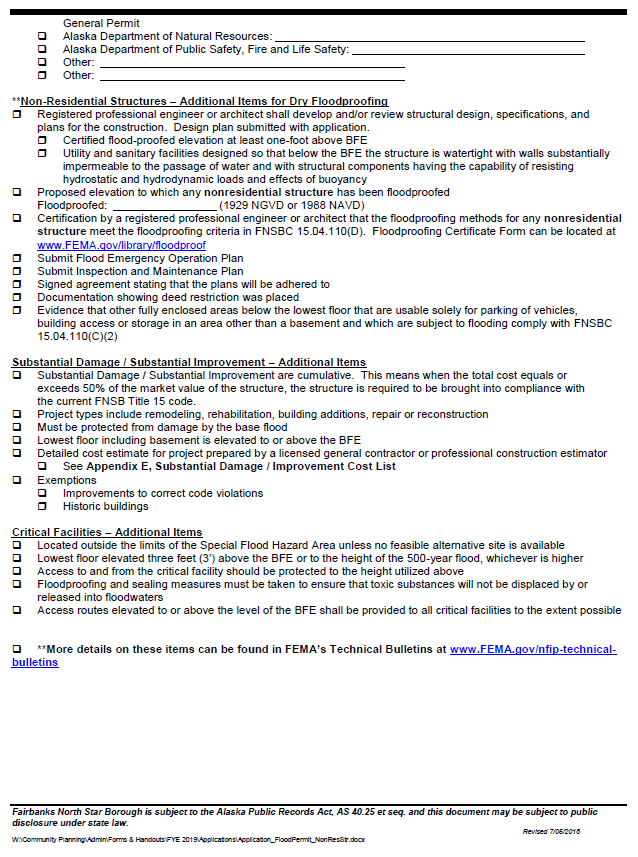 General Permit
❑ Alaska Department of Natural Resources: ___
❑ Alaska Department of Public Safety, Fire and Life Safety: ___
❑ Other: ___
❑ Other: ___
**Non-Residential Structures – Additional Items for Dry Floodproofing
❑ Registered professional engineer or architect shall develop and/or review structural design, specifications, and
plans for the construction. Design plan submitted with application.
❑ Certified flood-proofed elevation at least one-foot above BFE
❑ Utility and sanitary facilities designed so that below the BFE the structure is watertight with walls substantially
impermeable to the passage of water and with structural components having the capability of resisting
hydrostatic and hydrodynamic loads and effects of buoyancy
❑ Proposed elevation to which any nonresidential structure has been floodproofed
Floodproofed: ___ (1929 NGVD or 1988 NAVD)
❑ Certification by a registered professional engineer or architect that the floodproofing methods for any nonresidential
structure meet the floodproofing criteria in FNSBC 15.04.110(D). Floodproofing Certificate Form can be located at
www.FEMA.gov/library/floodproof
❑ Submit Flood Emergency Operation Plan
❑ Submit Inspection and Maintenance Plan
❑ Signed agreement stating that the plans will be adhered to
❑ Documentation showing deed restriction was placed
❑ Evidence that other fully enclosed areas below the lowest floor that are usable solely for parking of vehicles,
building access or storage in an area other than a basement and which are subject to flooding comply with FNSBC
15.04.110(C)(2)
Substantial Damage / Substantial Improvement – Additional Items
❑ Substantial Damage / Substantial Improvement are cumulative. This means when the total cost equals or
exceeds 50% of the market value of the structure, the structure is required to be brought into compliance with
the current FNSB Title 15 code.
❑ Project types include remodeling, rehabilitation, building additions, repair or reconstruction
❑ Must be protected from damage by the base flood
❑ Lowest floor including basement is elevated to or above the BFE
❑ Detailed cost estimate for project prepared by a licensed general contractor or professional construction estimator
❑ See Appendix E, Substantial Damage / Improvement Cost List
❑ Exemptions
❑ Improvements to correct code violations
❑ Historic buildings
Critical Facilities – Additional Items
❑ Located outside the limits of the Special Flood Hazard Area unless no feasible alternative site is available
❑ Lowest floor elevated three feet (3') above the BFE or to the height of the 500-year flood, whichever is higher
❑ Access to and from the critical facility should be protected to the height utilized above
❑ Floodproofing and sealing measures must be taken to ensure that toxic substances will not be displaced by or
released into floodwaters
❑ Access routes elevated to or above the level of the BFE shall be provided to all critical facilities to the extent possible
❑ **More details on these items can be found in FEMA's Technical Bulletins at www.FEMA.gov/nfip-technical-
bulletins
Fairbanks North Star Borough is subject to the Alaska Public Records Act, AS 40.25 et seq. and this document may be subject to public
disclosure under state law.
Revised 7/06/2018
W:\Community Planning\Admin\Forms & Handouts\FYE 2019\Applications\Application_FloodPermit_NonResStr.docx